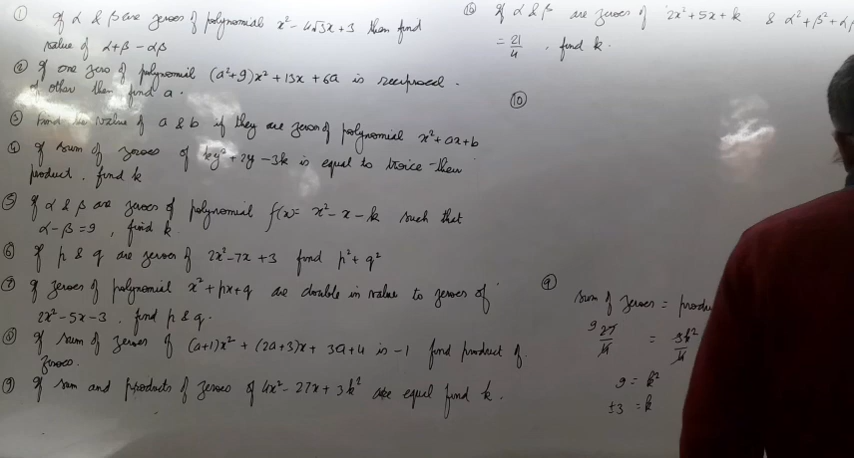 ① If α & β are zeroes of polynomial x² - 4√3x + 3 then find
value of α+β - αβ
② If one zero of polynomial (a²+9)x² + 13x + 6a is reciprocal
of other then find a.
③ Find the value of a & b if they are zeroes of polynomial x² + ax + b
④ If sum of zeroes of ky² + 2y - 3k is equal to twice their
product. find k
⑤ If α & β are zeroes of polynomial f(x) = x² - x - k such that
α - β = 9, find k.
⑥ If p & q are zeroes of 2x² - 7x + 3 find p² + q²
⑦ If zeroes of polynomial x² + px + q are double in value to zeroes of
2x² - 5x - 3. find p & q.
⑧ If sum of zeroes of (a+1)x² + (2a+3)x + 3a+4 is -1 find product of
zeroes.
⑨ If sum and products of zeroes of 4x² - 27x + 3k² are equal find k.
⑩ If α & β are zeroes of 2x² + 5x + k & α² + β² + αβ
= 21/4. find k.
⑩
⑨ Sum of zeroes = produ
9 27/4 = 3k²/4
9 = k²
±3 = k